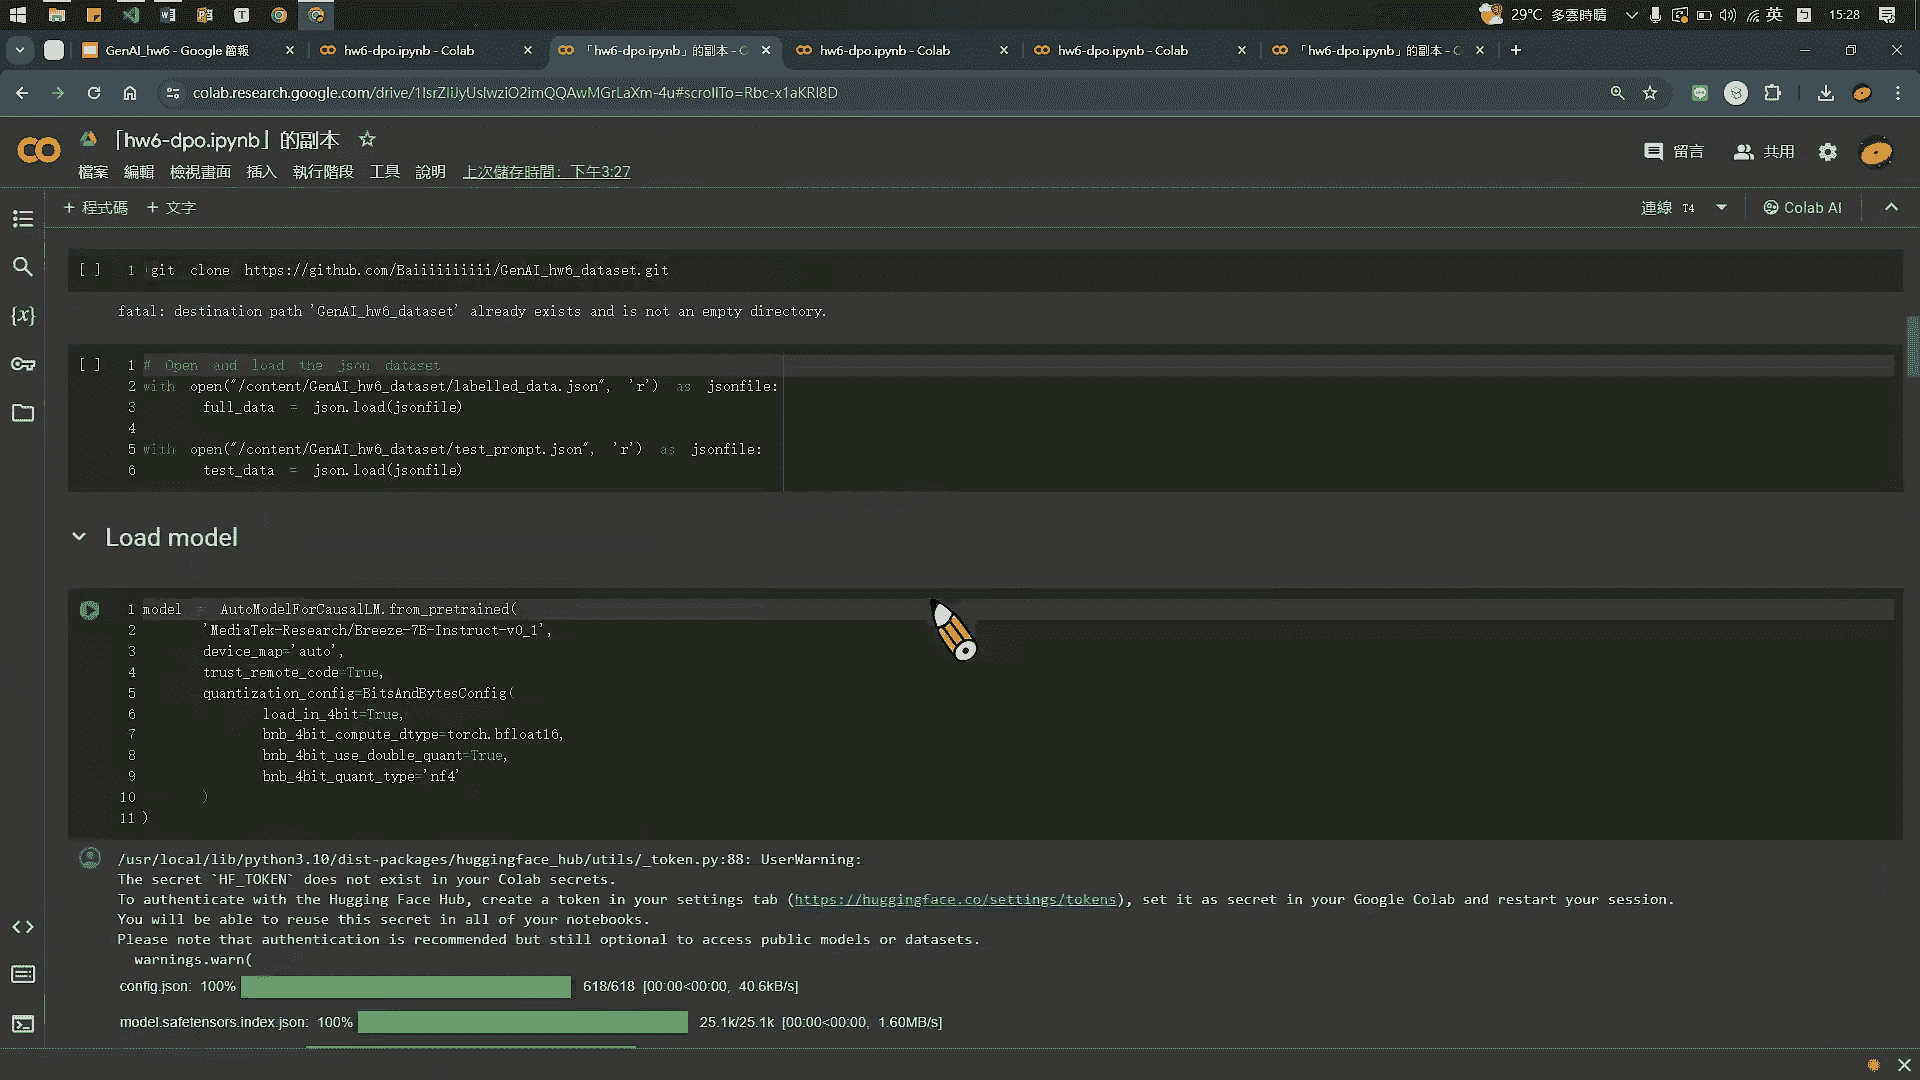 29°C 多雲時晴 英 15:28
GenAI_hw6 - Google 簡報 hw6-dpo.ipynb - Colab 「hw6-dpo.ipynb」的副本 - C hw6-dpo.ipynb - Colab hw6-dpo.ipynb - Colab 「hw6-dpo.ipynb」的副本 - C
colab.research.google.com/drive/1IsrZliJyUslwziO2imQQAwMGrLaXm-4u#scrollTo=Rbc-x1aKRI8D
「hw6-dpo.ipynb」的副本
留言 共用
檔案 編輯 檢視畫面 插入 執行階段 工具 說明 上次儲存時間：下午3:27
+ 程式碼 + 文字 連線 T4 Colab AI
[ ] 1 !git clone https://github.com/Baiiiiiiiiii/GenAI_hw6_dataset.git
fatal: destination path 'GenAI_hw6_dataset' already exists and is not an empty directory.
[ ] 1 # Open and load the json dataset
2 with open("/content/GenAI_hw6_dataset/labelled_data.json", 'r') as jsonfile:
3 full_data = json.load(jsonfile)
4
5 with open("/content/GenAI_hw6_dataset/test_prompt.json", 'r') as jsonfile:
6 test_data = json.load(jsonfile)
Load model
1 model = AutoModelForCausalLM.from_pretrained(
2 'MediaTek-Research/Breeze-7B-Instruct-v0_1',
3 device_map='auto',
4 trust_remote_code=True,
5 quantization_config=BitsAndBytesConfig(
6 load_in_4bit=True,
7 bnb_4bit_compute_dtype=torch.bfloat16,
8 bnb_4bit_use_double_quant=True,
9 bnb_4bit_quant_type='nf4'
10 )
11 )
/usr/local/lib/python3.10/dist-packages/huggingface_hub/utils/_token.py:88: UserWarning:
The secret `HF_TOKEN` does not exist in your Colab secrets.
To authenticate with the Hugging Face Hub, create a token in your settings tab (https://huggingface.co/settings/tokens), set it as secret in your Google Colab and restart your session.
You will be able to reuse this secret in all of your notebooks.
Please note that authentication is recommended but still optional to access public models or datasets.
warnings.warn(
config.json: 100% 618/618 [00:00<00:00, 40.6kB/s]
model.safetensors.index.json: 100% 25.1k/25.1k [00:00<00:00, 1.60MB/s]